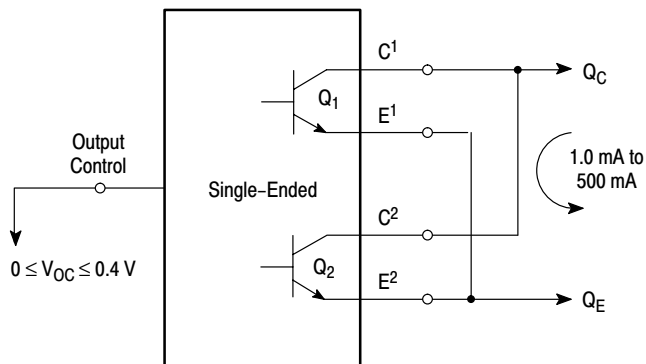 C1
Q1
E1
QC
Output
Control
1.0 mA to
500 mA
Single–Ended
C2
0 ≤ VOC ≤ 0.4 V
Q2
E2
QE